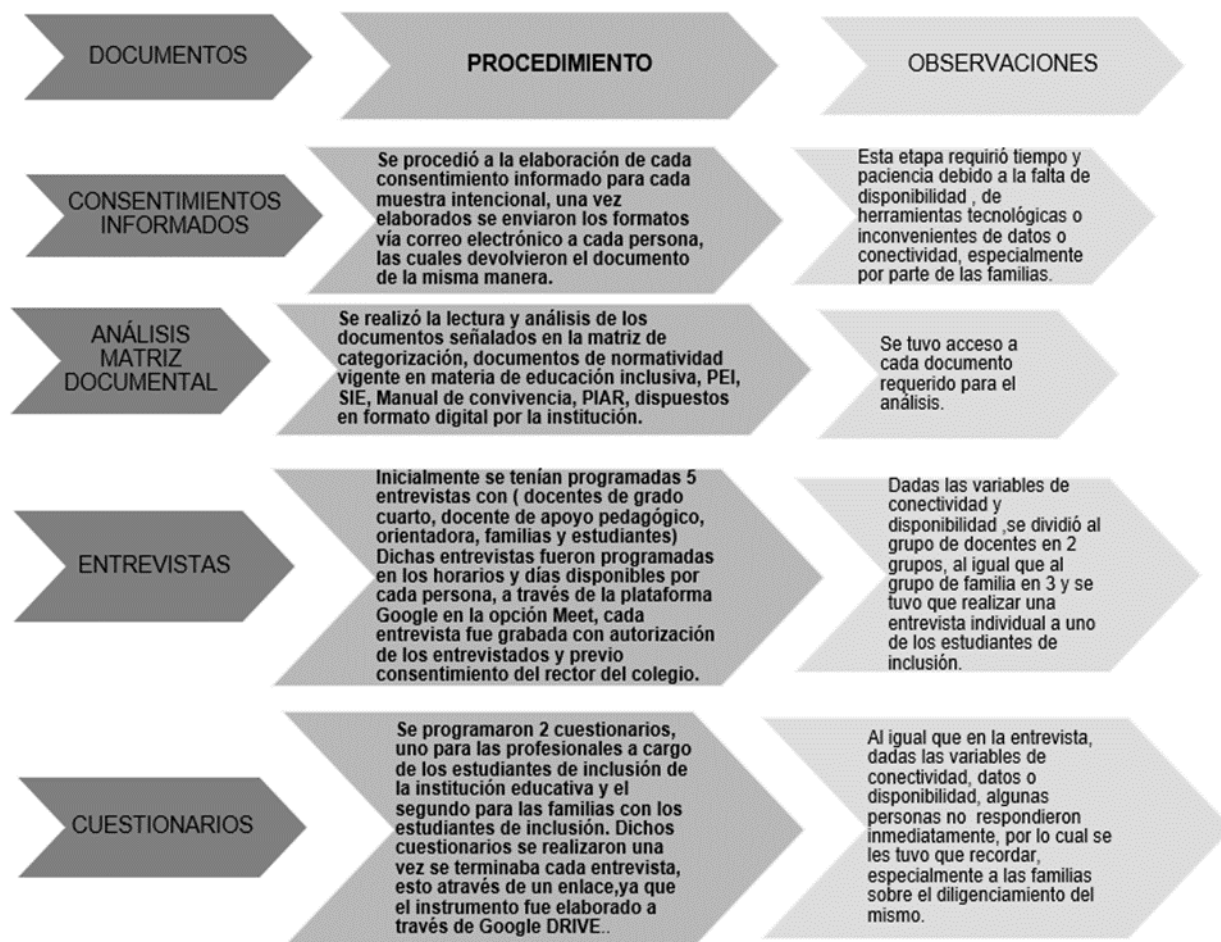 DOCUMENTOS
PROCEDIMIENTO
OBSERVACIONES
CONSENTIMIENTOS
INFORMADOS
Se procedió a la elaboración de cada
consentimiento informado para cada
muestra intencional, una vez
elaborados se enviaron los formatos
vía correo electrónico a cada persona,
las cuales devolvieron el documento
de la misma manera.
Esta etapa requirió tiempo y
paciencia debido a la falta de
disponibilidad , de
herramientas tecnológicas o
inconvenientes de datos o
conectividad, especialmente
por parte de las familias.
ANÁLISIS
MATRIZ
DOCUMENTAL
Se realizó la lectura y análisis de los
documentos señalados en la matriz de
categorización, documentos de normatividad
vigente en materia de educación inclusiva, PEI,
SIE, Manual de convivencia, PIAR, dispuestos
en formato digital por la institución.
Se tuvo acceso a
cada documento
requerido para el
análisis.
ENTREVISTAS
Inicialmente se tenían programadas 5
entrevistas con ( docentes de grado
cuarto, docente de apoyo pedagógico,
orientadora, familias y estudiantes)
Dichas entrevistas fueron programadas
en los horarios y días disponibles por
cada persona, a través de la plataforma
Google en la opción Meet, cada
entrevista fue grabada con autorización
de los entrevistados y previo
consentimiento del rector del colegio.
Dadas las variables de
conectividad y
disponibilidad ,se dividió al
grupo de docentes en 2
grupos, al igual que al
grupo de familia en 3 y se
tuvo que realizar una
entrevista individual a uno
de los estudiantes de
inclusión.
CUESTIONARIOS
Se programaron 2 cuestionarios,
uno para las profesionales a cargo
de los estudiantes de inclusión de
la institución educativa y el
segundo para las familias con los
estudiantes de inclusión. Dichos
cuestionarios se realizaron una
vez se terminaba cada entrevista,
esto através de un enlace,ya que
el instrumento fue elaborado a
través de Google DRIVE..
Al igual que en la entrevista,
dadas las variables de
conectividad, datos o
disponibilidad, algunas
personas no respondieron
inmediatamente, por lo cual se
les tuvo que recordar,
especialmente a las familias
sobre el diligenciamiento del
mismo.